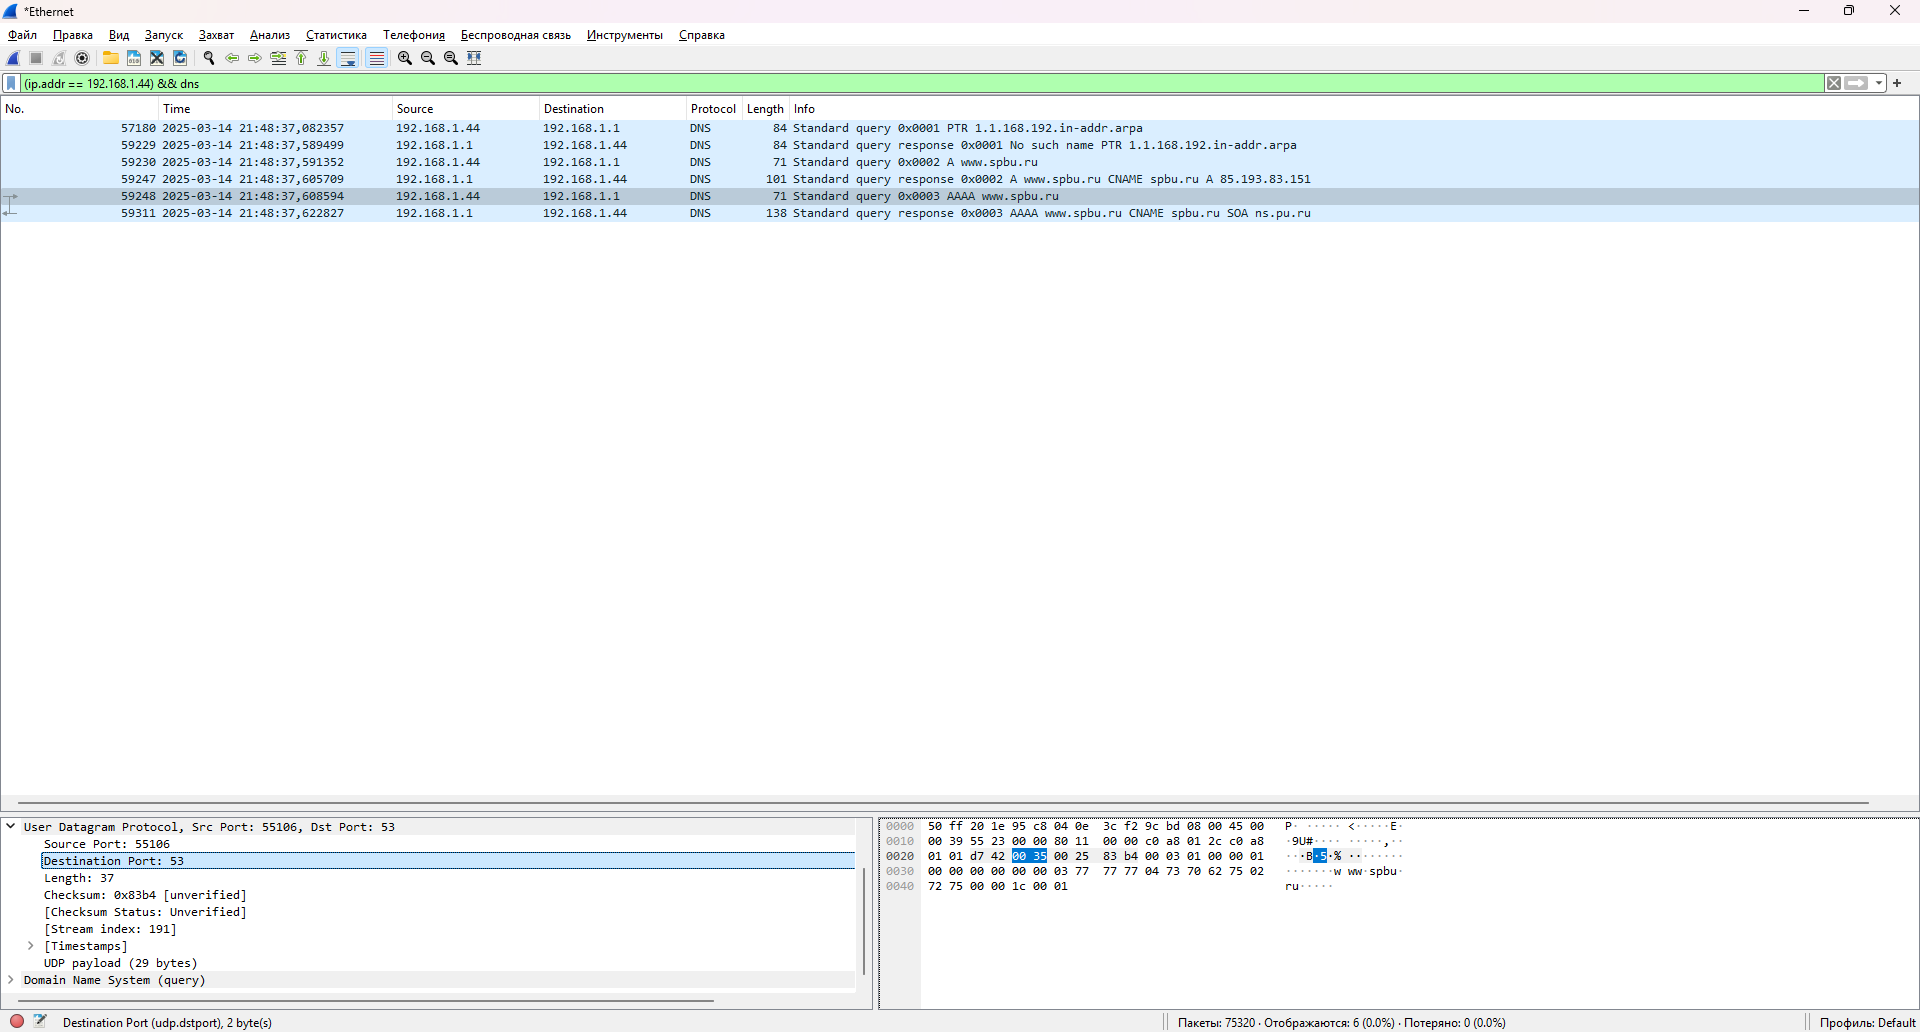 *Ethernet
Файл Правка Вид Запуск Захват Анализ Статистика Телефония Беспроводная связь Инструменты Справка
(ip.addr == 192.168.1.44) && dns
No. Time Source Destination Protocol Length Info
57180 2025-03-14 21:48:37,082357 192.168.1.44 192.168.1.1 DNS 84 Standard query 0x0001 PTR 1.1.168.192.in-addr.arpa
59229 2025-03-14 21:48:37,589499 192.168.1.1 192.168.1.44 DNS 84 Standard query response 0x0001 No such name PTR 1.1.168.192.in-addr.arpa
59230 2025-03-14 21:48:37,591352 192.168.1.44 192.168.1.1 DNS 71 Standard query 0x0002 A www.spbu.ru
59247 2025-03-14 21:48:37,605709 192.168.1.1 192.168.1.44 DNS 101 Standard query response 0x0002 A www.spbu.ru CNAME spbu.ru A 85.193.83.151
59248 2025-03-14 21:48:37,608594 192.168.1.44 192.168.1.1 DNS 71 Standard query 0x0003 AAAA www.spbu.ru
59311 2025-03-14 21:48:37,622827 192.168.1.1 192.168.1.44 DNS 138 Standard query response 0x0003 AAAA www.spbu.ru CNAME spbu.ru SOA ns.pu.ru
User Datagram Protocol, Src Port: 55106, Dst Port: 53
Source Port: 55106
Destination Port: 53
Length: 37
Checksum: 0x83b4 [unverified]
[Checksum Status: Unverified]
[Stream index: 191]
[Timestamps]
UDP payload (29 bytes)
Domain Name System (query)
0000 50 ff 20 1e 95 c8 04 0e 3c f2 9c bd 08 00 45 00 P· ····· <·····E·
0010 00 39 55 23 00 00 80 11 00 00 c0 a8 01 2c c0 a8 ·9U#···· ·····,··
0020 01 01 d7 42 00 35 00 25 83 b4 00 03 01 00 00 01 ···B·5·% ········
0030 00 00 00 00 00 00 03 77 77 77 04 73 70 62 75 02 ·······w ww·spbu·
0040 72 75 00 00 1c 00 01 ru·····
Destination Port (udp.dstport), 2 byte(s)
Пакеты: 75320 · Отображаются: 6 (0.0%) · Потеряно: 0 (0.0%)
Профиль: Default